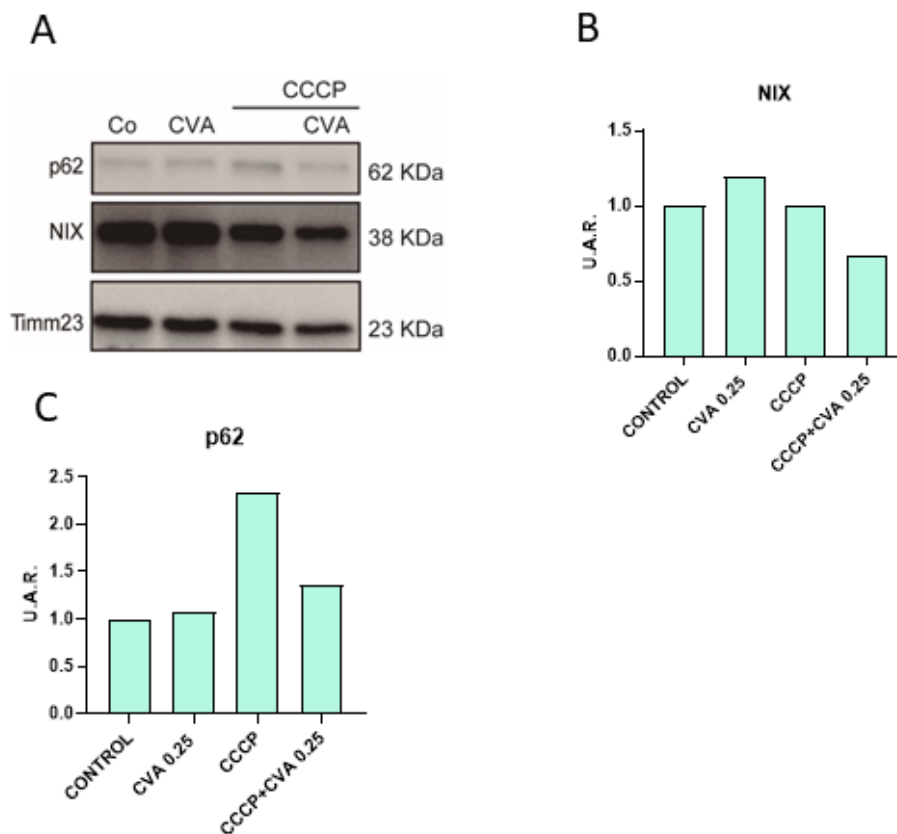 A
CCCP
Co CVA CVA
p62 62 KDa
NIX 38 KDa
Timm23 23 KDa
B
NIX
1.5
1.0
0.5
0.0
U.A.R.
CONTROL
CVA 0.25
CCCP
CCCP+CVA 0.25
C
p62
2.5
2.0
1.5
1.0
0.5
0.0
U.A.R.
CONTROL
CVA 0.25
CCCP
CCCP+CVA 0.25